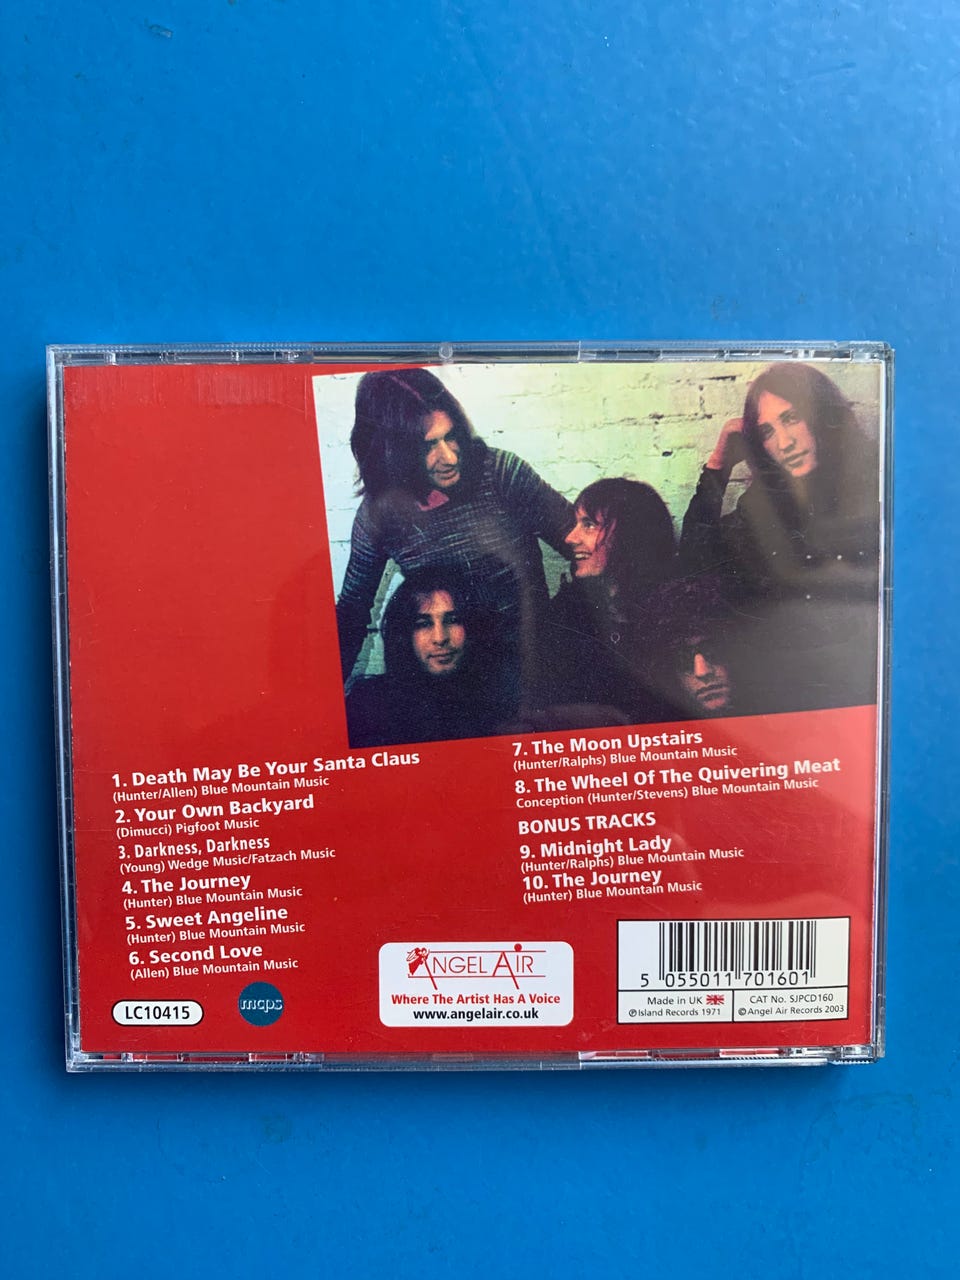 1. Death May Be Your Santa Claus
(Hunter/Allen) Blue Mountain Music
2. Your Own Backyard
(Dimucci) Pigfoot Music
3. Darkness, Darkness
(Young) Wedge Music/Fatzach Music
4. The Journey
(Hunter) Blue Mountain Music
5. Sweet Angeline
(Hunter) Blue Mountain Music
6. Second Love
(Allen) Blue Mountain Music
7. The Moon Upstairs
(Hunter/Ralphs) Blue Mountain Music
8. The Wheel Of The Quivering Meat
Conception (Hunter/Stevens) Blue Mountain Music
BONUS TRACKS
9. Midnight Lady
(Hunter/Ralphs) Blue Mountain Music
10. The Journey
(Hunter) Blue Mountain Music
LC10415
mcps
ANGEL AIR
Where The Artist Has A Voice
www.angelair.co.uk
5 055011 701601
Made in UK
℗ Island Records 1971
CAT No. SJPCD160
© Angel Air Records 2003